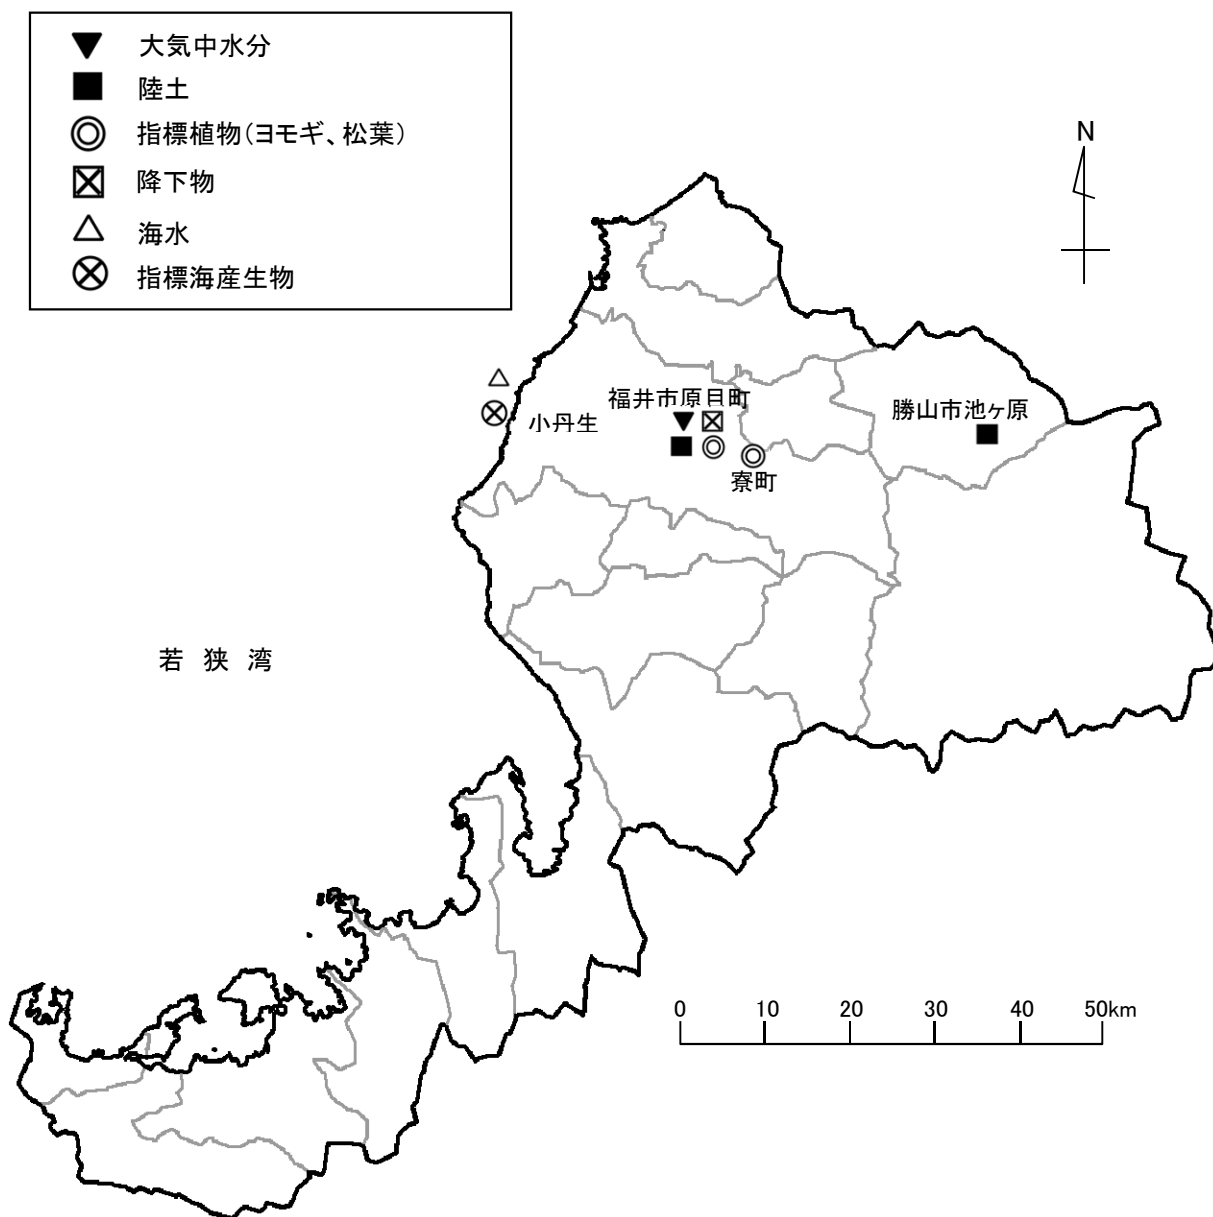 大気中水分
陸土
指標植物(ヨモギ、松葉)
降下物
海水
指標海産生物
N
福井市原目町
勝山市池ヶ原
小丹生
寮町
若狭湾
0 10 20 30 40 50km